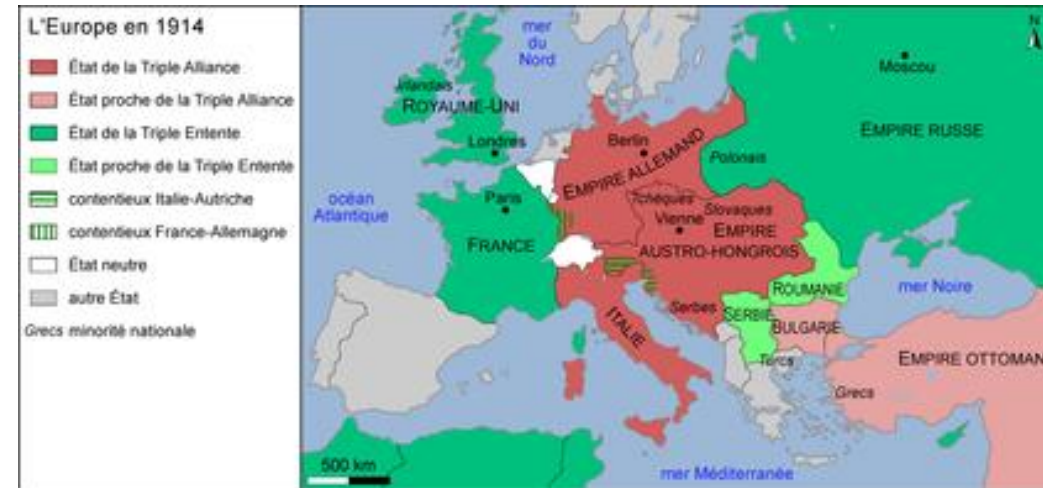 L'Europe en 1914
État de la Triple Alliance
État proche de la Triple Alliance
État de la Triple Entente
État proche de la Triple Entente
contentieux Italie-Autriche
contentieux France-Allemagne
État neutre
autre État
Grecs minorité nationale
mer
du
Nord
N
Irlandais
ROYAUME-UNI
Londres
océan
Atlantique
Paris
FRANCE
Berlin
EMPIRE ALLEMAND
Polonais
Moscou
EMPIRE RUSSE
Tchèques
Slovaques
Vienne
EMPIRE
AUSTRO-HONGROIS
ROUMANIE
mer Noire
Serbes
SERBIE
BULGARIE
ITALIE
Turcs
EMPIRE OTTOMAN
Grecs
500 km
mer Méditerranée